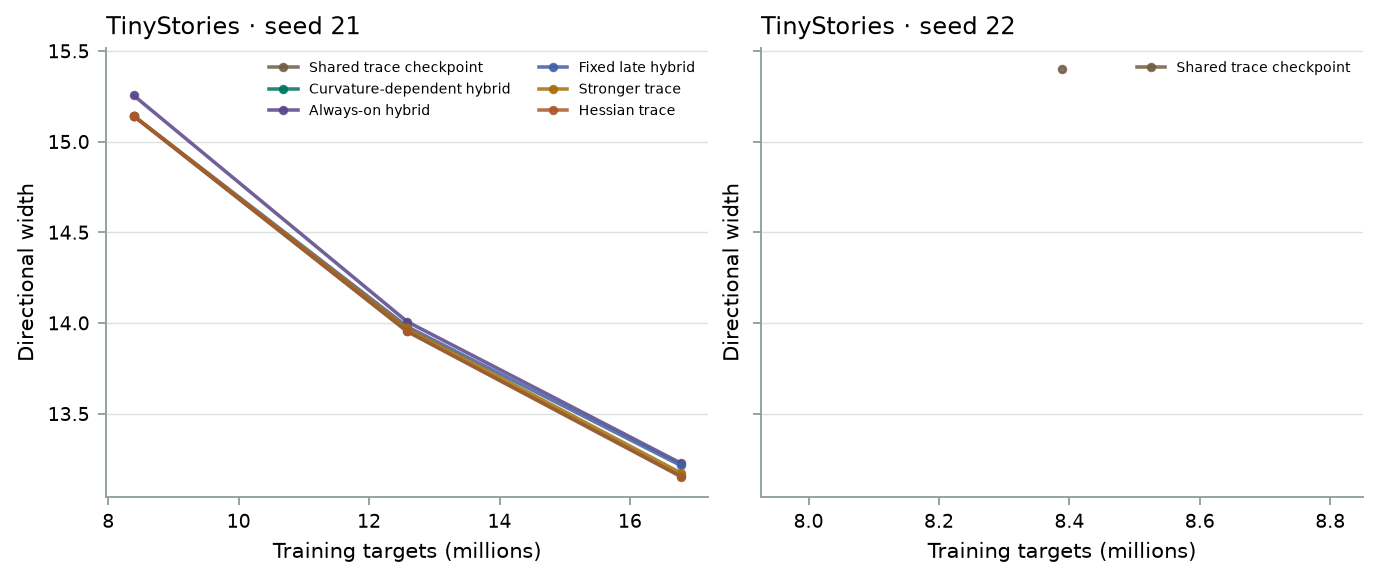 TinyStories · seed 21
15.5
15.0
14.5
14.0
13.5
Directional width
Shared trace checkpoint
Curvature-dependent hybrid
Always-on hybrid
Fixed late hybrid
Stronger trace
Hessian trace
8 10 12 14 16
Training targets (millions)
TinyStories · seed 22
Directional width
Shared trace checkpoint
8.0 8.2 8.4 8.6 8.8
Training targets (millions)